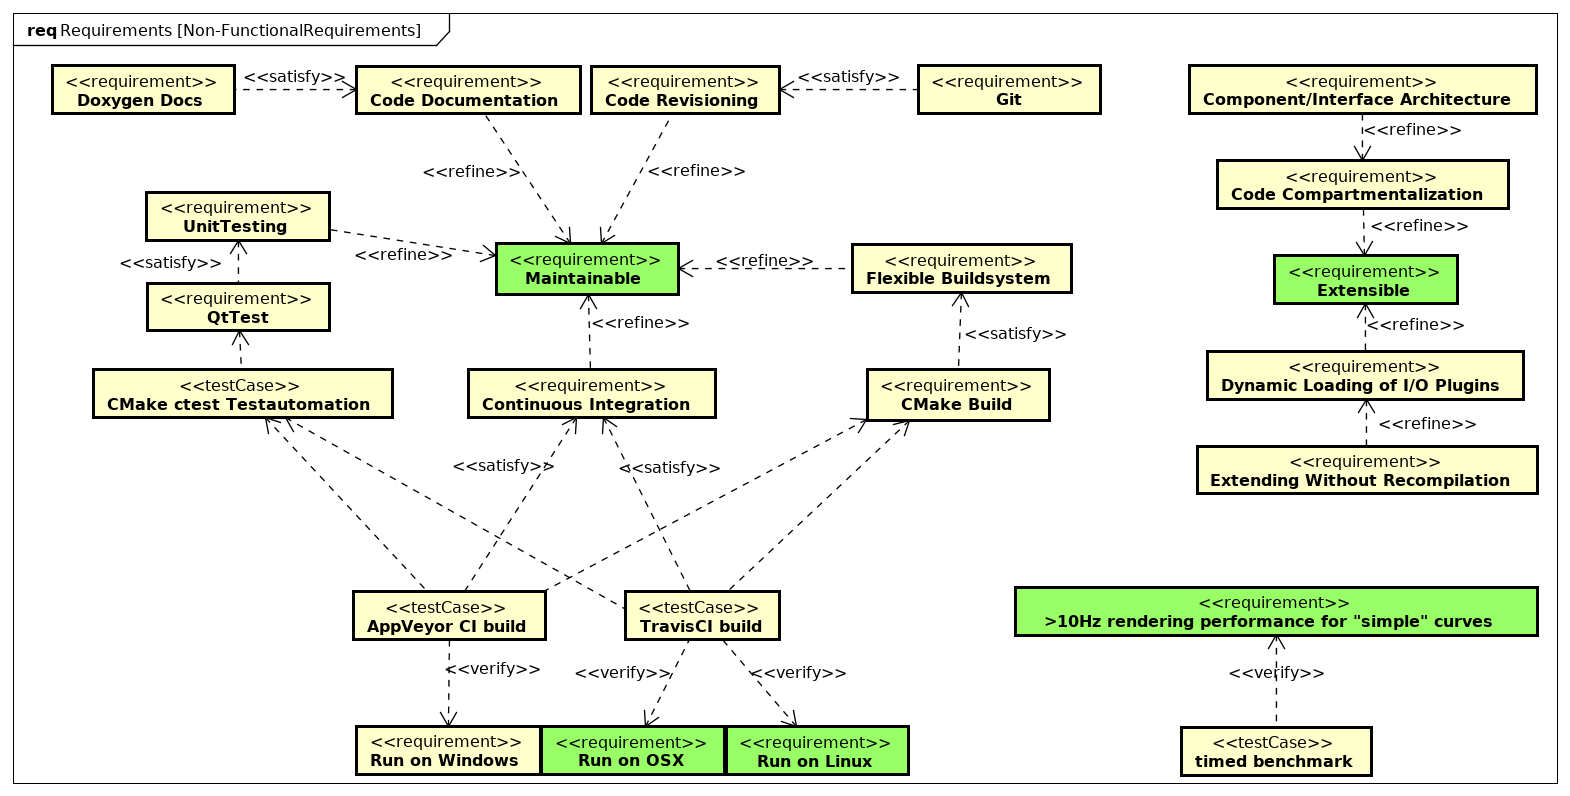 req Requirements [Non-FunctionalRequirements]
<<requirement>>
Doxygen Docs
<<satisfy>>
<<requirement>>
Code Documentation
<<requirement>>
Code Revisioning
<<satisfy>>
<<requirement>>
Git
<<requirement>>
Component/Interface Architecture
<<refine>>
<<refine>>
<<refine>>
<<requirement>>
Code Compartmentalization
<<requirement>>
UnitTesting
<<refine>>
<<refine>>
<<satisfy>>
<<requirement>>
Maintainable
<<refine>>
<<requirement>>
Flexible Buildsystem
<<requirement>>
Extensible
<<requirement>>
QtTest
<<refine>>
<<satisfy>>
<<refine>>
<<testCase>>
CMake ctest Testautomation
<<requirement>>
Continuous Integration
<<requirement>>
CMake Build
<<requirement>>
Dynamic Loading of I/O Plugins
<<refine>>
<<satisfy>>
<<satisfy>>
<<requirement>>
Extending Without Recompilation
<<testCase>>
AppVeyor CI build
<<testCase>>
TravisCI build
<<requirement>>
>10Hz rendering performance for "simple" curves
<<verify>>
<<verify>>
<<verify>>
<<verify>>
<<requirement>>
Run on Windows
<<requirement>>
Run on OSX
<<requirement>>
Run on Linux
<<testCase>>
timed benchmark